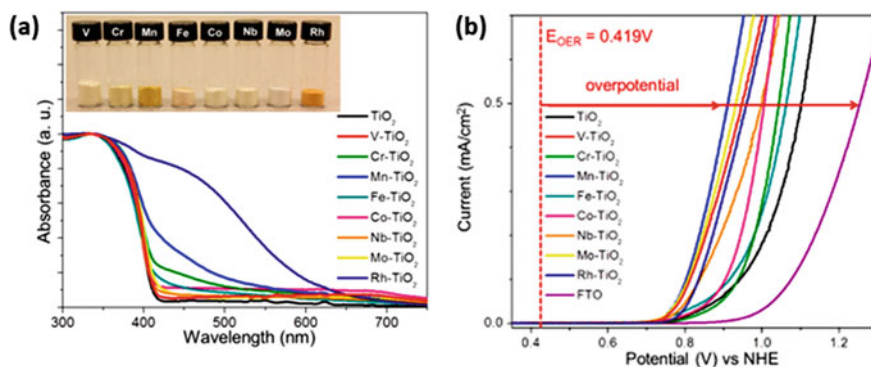 (a)
V Cr Mn Fe Co Nb Mo Rh
Absorbance (a. u.)
TiO₂
V-TiO₂
Cr-TiO₂
Mn-TiO₂
Fe-TiO₂
Co-TiO₂
Nb-TiO₂
Mo-TiO₂
Rh-TiO₂
300 400 500 600 700
Wavelength (nm)
(b)
E_OER = 0.419V
overpotential
Current (mA/cm²)
0.5
0.0
TiO₂
V-TiO₂
Cr-TiO₂
Mn-TiO₂
Fe-TiO₂
Co-TiO₂
Nb-TiO₂
Mo-TiO₂
Rh-TiO₂
FTO
0.4 0.6 0.8 1.0 1.2
Potential (V) vs NHE